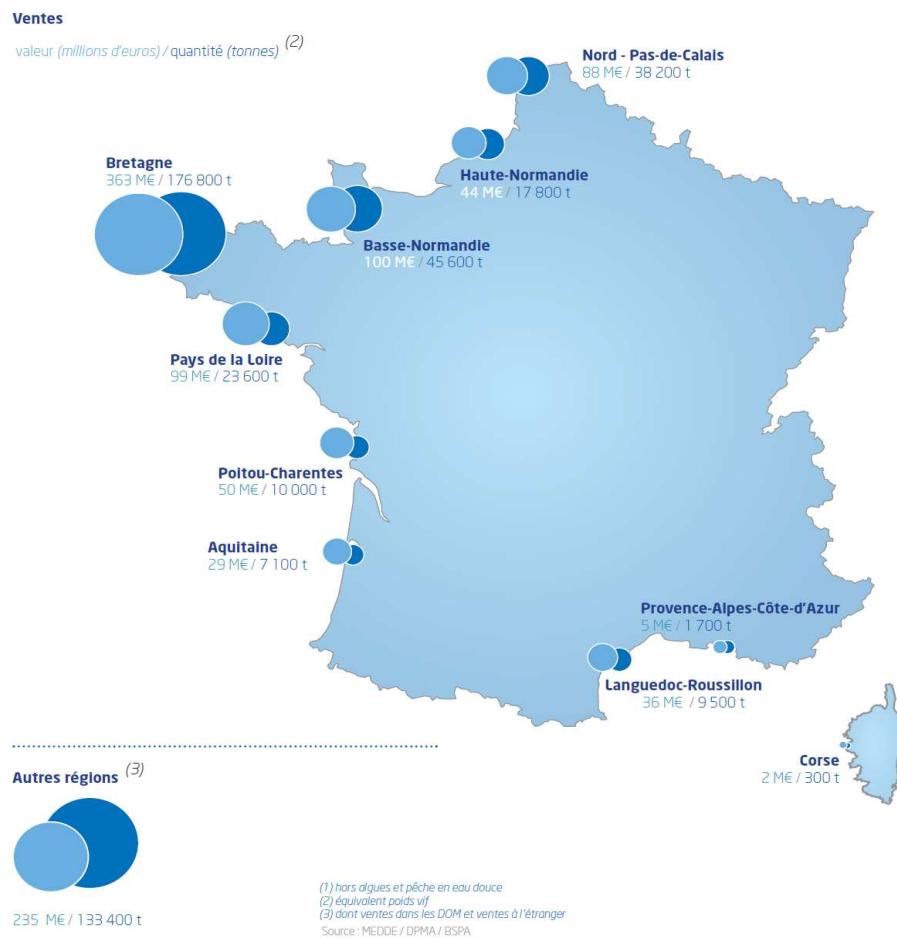 Ventes
valeur (millions d'euros) / quantité (tonnes) (2)
Nord - Pas-de-Calais
88 M€ / 38 200 t
Bretagne
363 M€ / 176 800 t
Haute-Normandie
44 M€ / 17 800 t
Basse-Normandie
100 M€ / 45 600 t
Pays de la Loire
99 M€ / 23 600 t
Poitou-Charentes
50 M€ / 10 000 t
Aquitaine
29 M€ / 7 100 t
Provence-Alpes-Côte-d'Azur
5 M€ / 1 700 t
Languedoc-Roussillon
36 M€ / 9 500 t
Corse
2 M€ / 300 t
Autres régions (3)
235 M€ / 133 400 t
(1) hors algues et pêche en eau douce
(2) équivalent poids vif
(3) dont ventes dans les DOM et ventes à l'étranger
Source : MEDDE / DPMA / BSPA